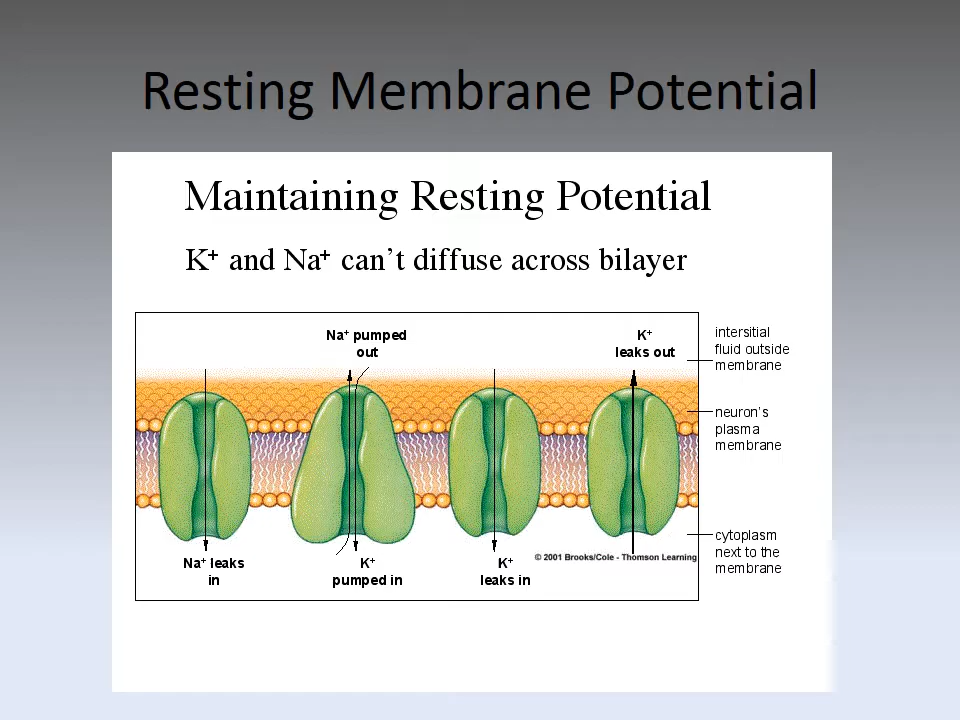 Resting Membrane Potential
Maintaining Resting Potential
K⁺ and Na⁺ can't diffuse across bilayer
Na⁺ pumped
out
K⁺
leaks out
intersitial
fluid outside
membrane
neuron's
plasma
membrane
cytoplasm
next to the
membrane
Na⁺ leaks
in
K⁺
pumped in
K⁺
leaks in
© 2001 Brooks/Cole - Thomson Learning